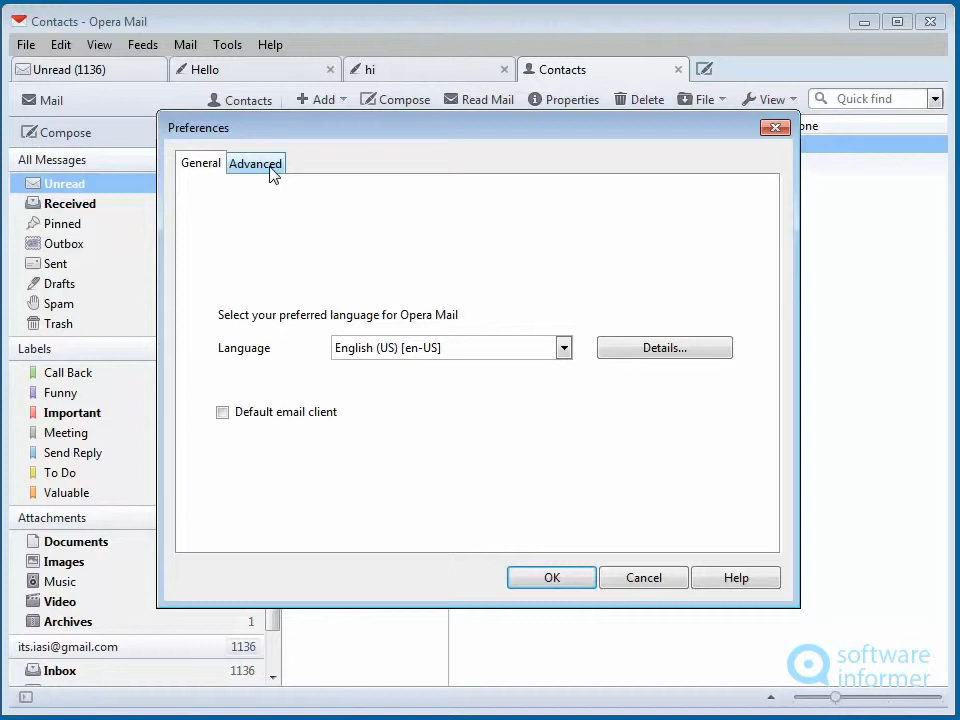 Contacts - Opera Mail
File Edit View Feeds Mail Tools Help
Unread (1136) Hello hi Contacts
Mail Contacts Add Compose Read Mail Properties Delete File View Quick find
Compose
All Messages
Unread
Received
Pinned
Outbox
Sent
Drafts
Spam
Trash
Labels
Call Back
Funny
Important
Meeting
Send Reply
To Do
Valuable
Attachments
Documents
Images
Music
Video
Archives 1
its.iasi@gmail.com 1136
Inbox 1136
one
Preferences
General Advanced
Select your preferred language for Opera Mail
Language English (US) [en-US] Details...
Default email client
OK Cancel Help
software
informer